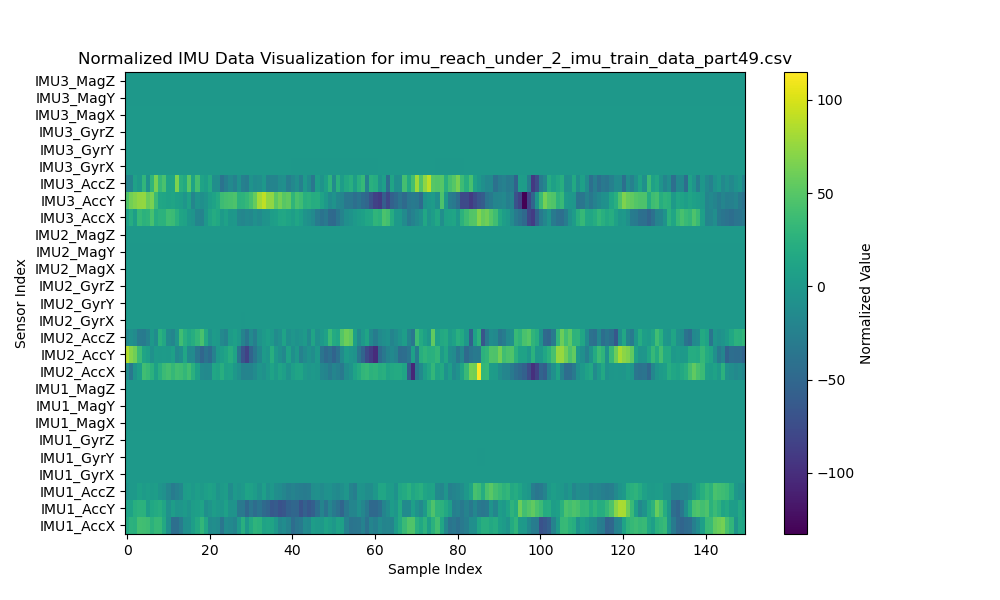 Normalized IMU Data Visualization for imu_reach_under_2_imu_train_data_part49.csv
IMU3_MagZ
IMU3_MagY
IMU3_MagX
IMU3_GyrZ
IMU3_GyrY
IMU3_GyrX
IMU3_AccZ
IMU3_AccY
IMU3_AccX
IMU2_MagZ
IMU2_MagY
IMU2_MagX
IMU2_GyrZ
IMU2_GyrY
IMU2_GyrX
IMU2_AccZ
IMU2_AccY
IMU2_AccX
IMU1_MagZ
IMU1_MagY
IMU1_MagX
IMU1_GyrZ
IMU1_GyrY
IMU1_GyrX
IMU1_AccZ
IMU1_AccY
IMU1_AccX
Sensor Index
0 20 40 60 80 100 120 140
Sample Index
100
50
0
−50
−100
Normalized Value